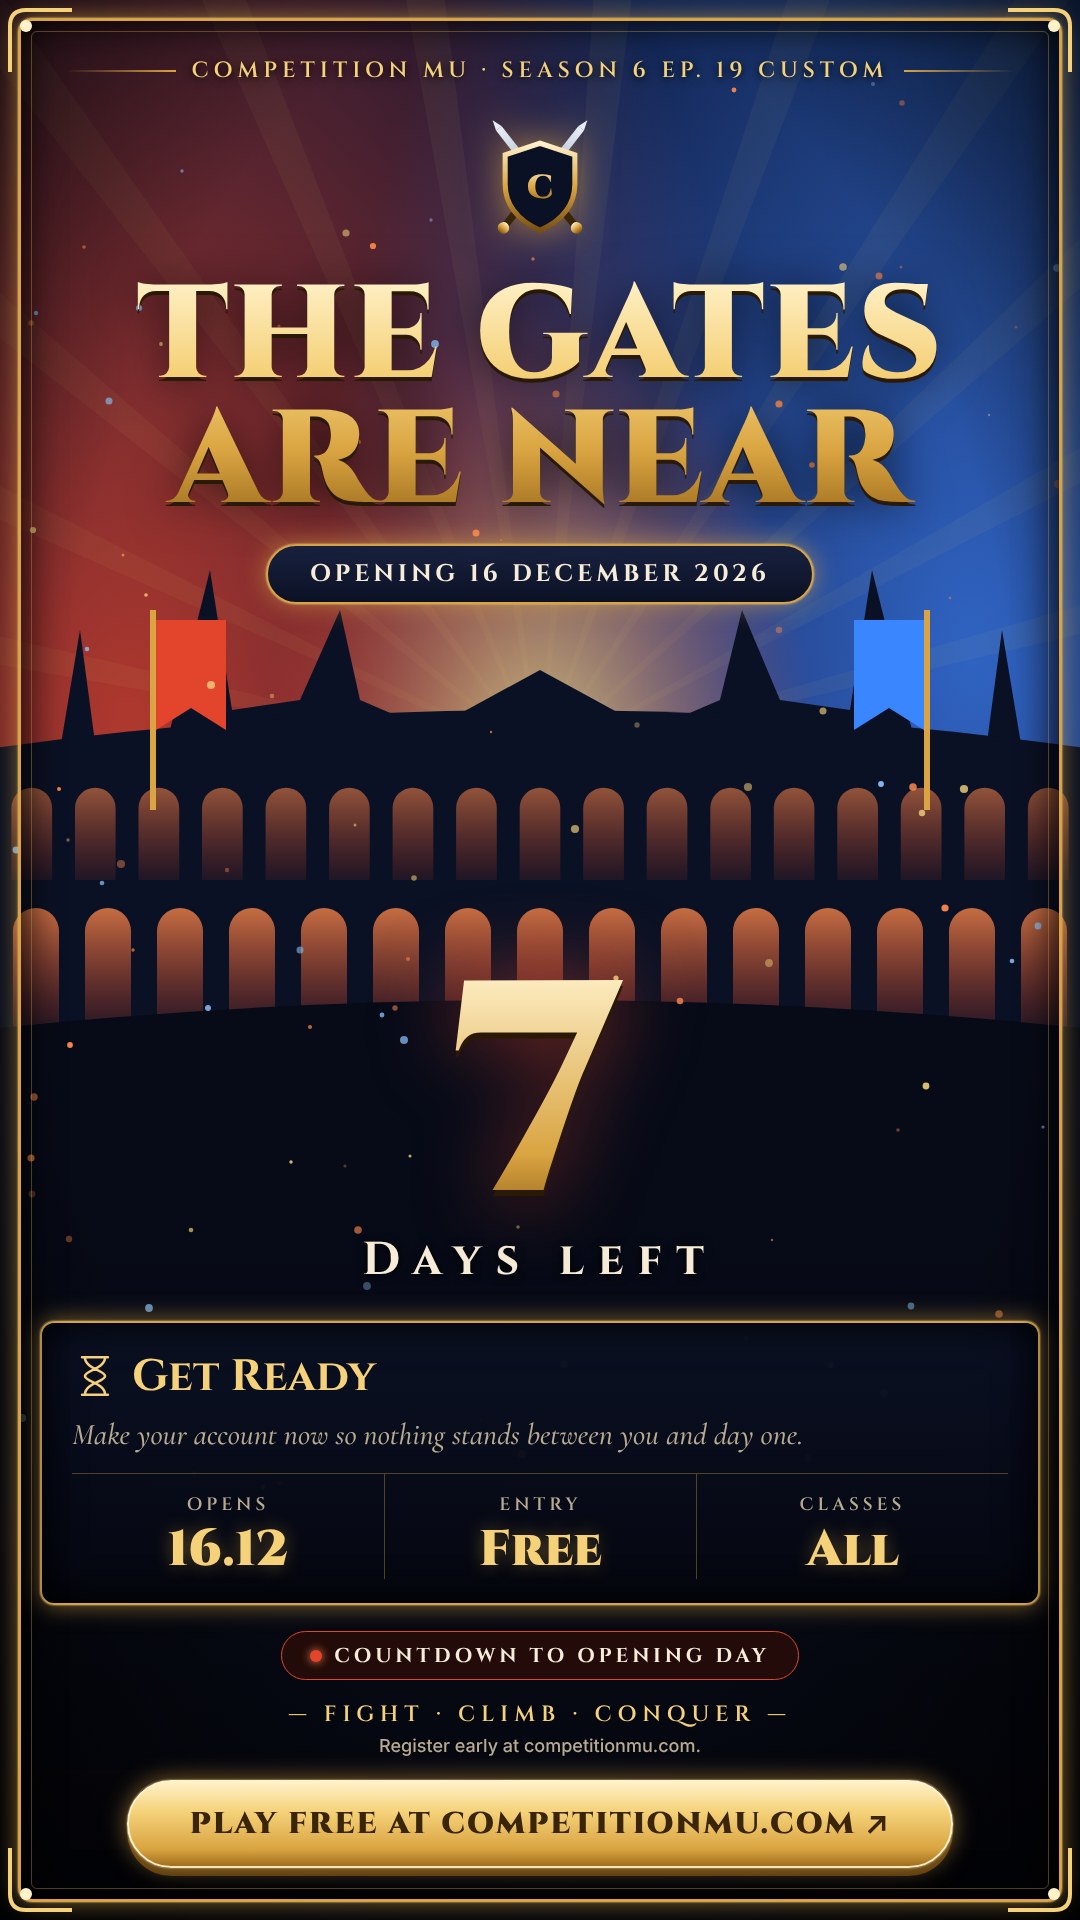 COMPETITION MU · SEASON 6 EP. 19 CUSTOM
C
THE GATES
ARE NEAR
OPENING 16 DECEMBER 2026
7
DAYS LEFT
GET READY
Make your account now so nothing stands between you and day one.
OPENS
16.12
ENTRY
FREE
CLASSES
ALL
COUNTDOWN TO OPENING DAY
— FIGHT · CLIMB · CONQUER —
Register early at competitionmu.com.
PLAY FREE AT COMPETITIONMU.COM ↗